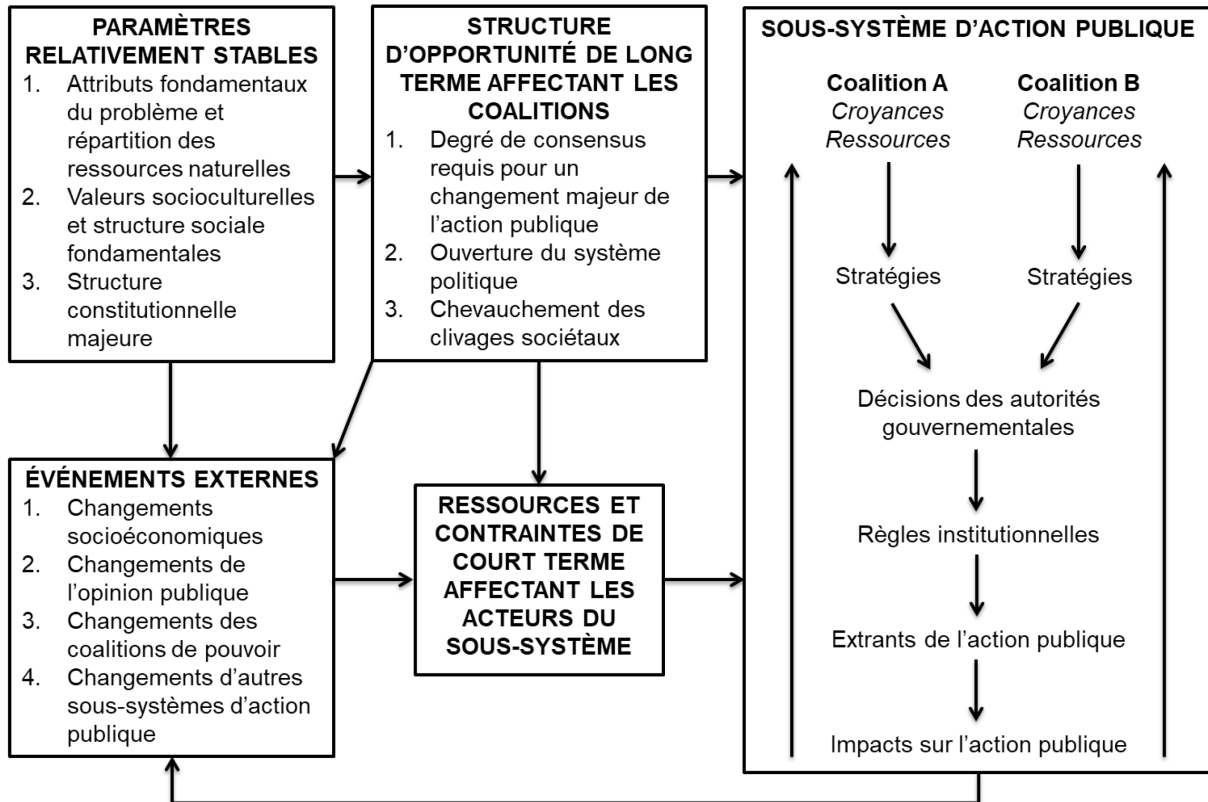 PARAMÈTRES
RELATIVEMENT STABLES
1. Attributs fondamentaux
du problème et
répartition des
ressources naturelles
2. Valeurs socioculturelles
et structure sociale
fondamentales
3. Structure
constitutionnelle
majeure
STRUCTURE
D’OPPORTUNITÉ DE LONG
TERME AFFECTANT LES
COALITIONS
1. Degré de consensus
requis pour un
changement majeur de
l’action publique
2. Ouverture du système
politique
3. Chevauchement des
clivages sociétaux
ÉVÉNEMENTS EXTERNES
1. Changements
socioéconomiques
2. Changements de
l’opinion publique
3. Changements des
coalitions de pouvoir
4. Changements d’autres
sous-systèmes d’action
publique
RESSOURCES ET
CONTRAINTES DE
COURT TERME
AFFECTANT LES
ACTEURS DU
SOUS-SYSTÈME
SOUS-SYSTÈME D’ACTION PUBLIQUE
Coalition A
Croyances
Ressources
Coalition B
Croyances
Ressources
Stratégies
Stratégies
Décisions des autorités
gouvernementales
Règles institutionnelles
Extrants de l’action publique
Impacts sur l’action publique